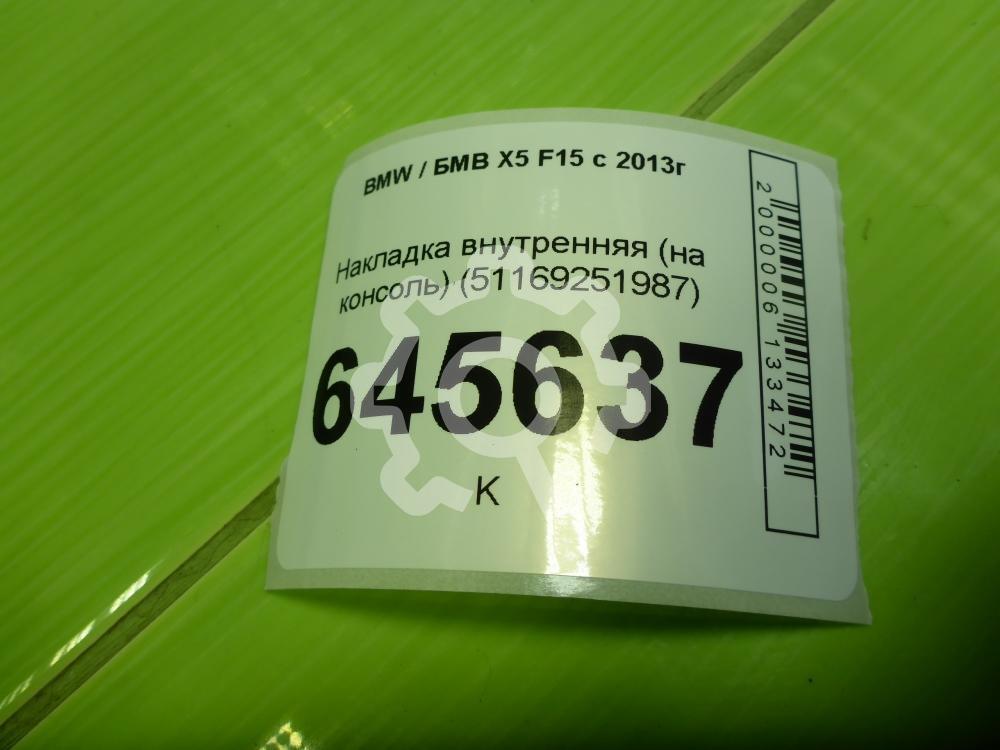 BMW / БМВ X5 F15 с 2013г
Накладка внутренняя (на
консоль) (51169251987)
645637
К
2000006133472